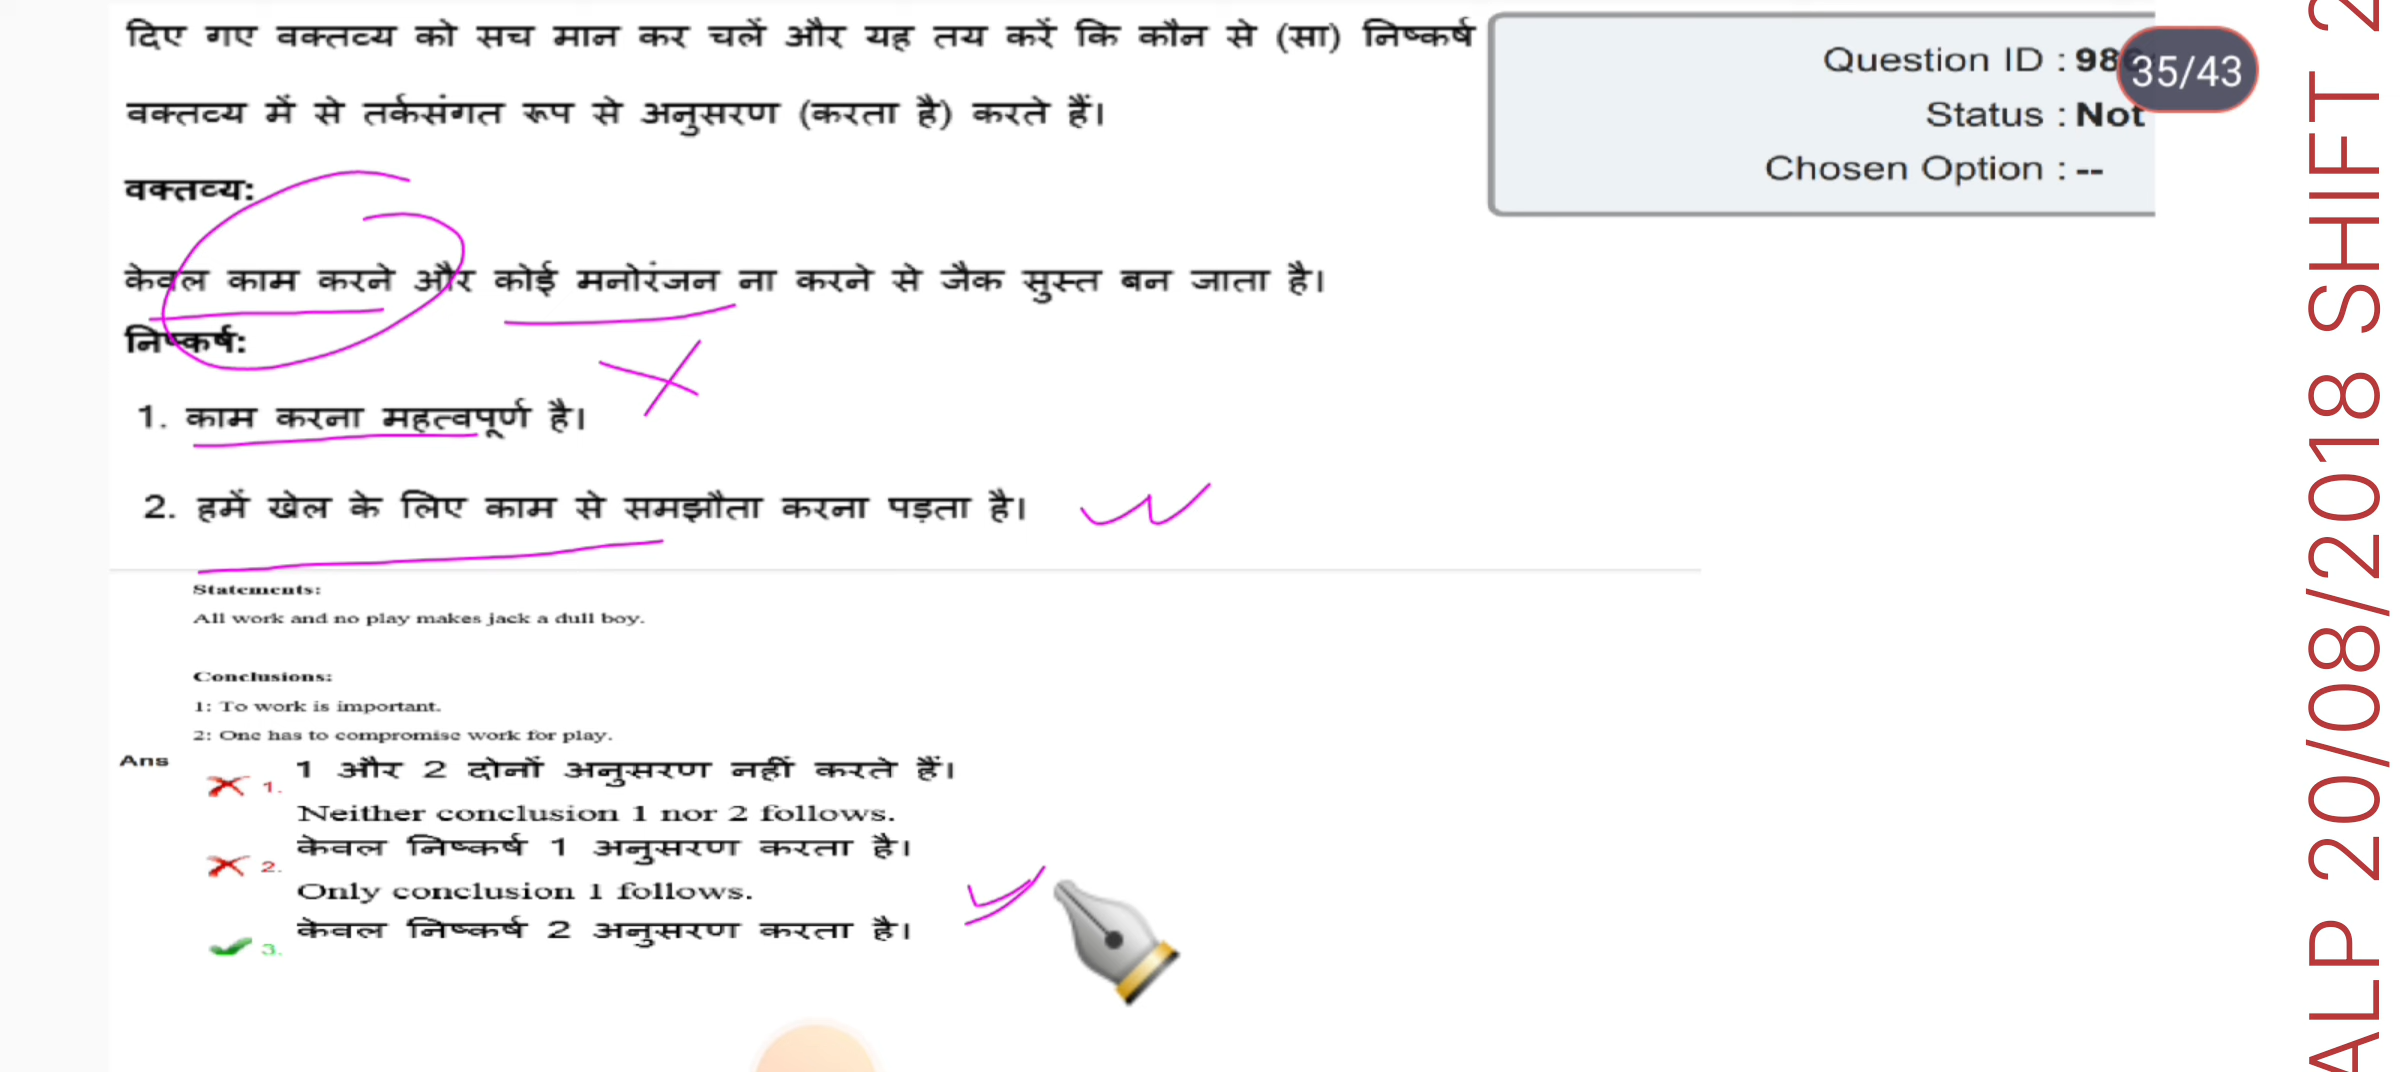 दिए गए वक्तव्य को सच मान कर चलें और यह तय करें कि कौन से (सा) निष्कर्ष
वक्तव्य में से तर्कसंगत रूप से अनुसरण (करता है) करते हैं।
वक्तव्य:
केवल काम करने और कोई मनोरंजन ना करने से जैक सुस्त बन जाता है।
निष्कर्ष:
1. काम करना महत्वपूर्ण है।
2. हमें खेल के लिए काम से समझौता करना पड़ता है।
Question ID : 98
35/43
Status : Not
Chosen Option : --
Statements:
All work and no play makes jack a dull boy.
Conclusions:
1: To work is important.
2: One has to compromise work for play.
Ans
1. 1 और 2 दोनों अनुसरण नहीं करते हैं।
Neither conclusion 1 nor 2 follows.
2. केवल निष्कर्ष 1 अनुसरण करता है।
Only conclusion 1 follows.
3. केवल निष्कर्ष 2 अनुसरण करता है।
ALP 20/08/2018 SHIFT 2